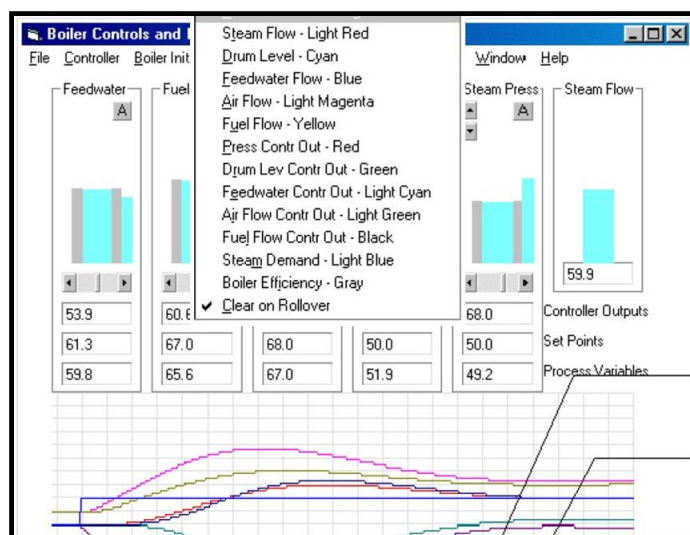 Boiler Controls and
File Controller Boiler Init Window Help
Steam Flow - Light Red
Drum Level - Cyan
Feedwater Flow - Blue
Air Flow - Light Magenta
Fuel Flow - Yellow
Press Contr Out - Red
Drum Lev Contr Out - Green
Feedwater Contr Out - Light Cyan
Air Flow Contr Out - Light Green
Fuel Flow Contr Out - Black
Steam Demand - Light Blue
Boiler Efficiency - Gray
✓ Clear on Rollover
Feedwater Fuel Steam Press Steam Flow
A A
59.9
53.9 60.6 68.0 Controller Outputs
61.3 67.0 68.0 50.0 50.0 Set Points
59.8 65.6 67.0 51.9 49.2 Process Variables